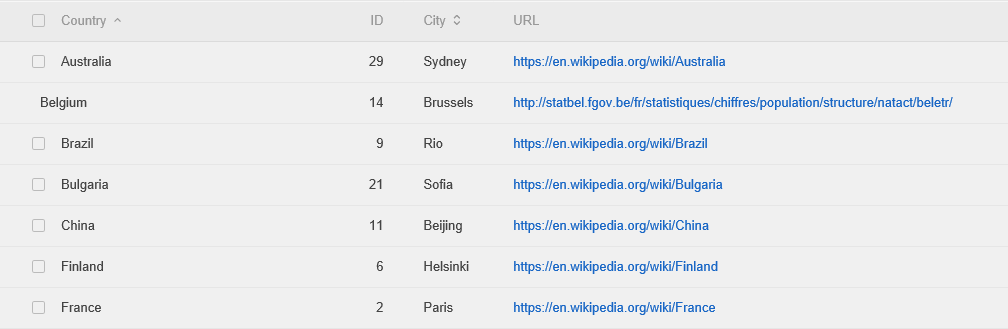 Country ID City URL
Australia 29 Sydney https://en.wikipedia.org/wiki/Australia
Belgium 14 Brussels http://statbel.fgov.be/fr/statistiques/chiffres/population/structure/natact/beletr/
Brazil 9 Rio https://en.wikipedia.org/wiki/Brazil
Bulgaria 21 Sofia https://en.wikipedia.org/wiki/Bulgaria
China 11 Beijing https://en.wikipedia.org/wiki/China
Finland 6 Helsinki https://en.wikipedia.org/wiki/Finland
France 2 Paris https://en.wikipedia.org/wiki/France